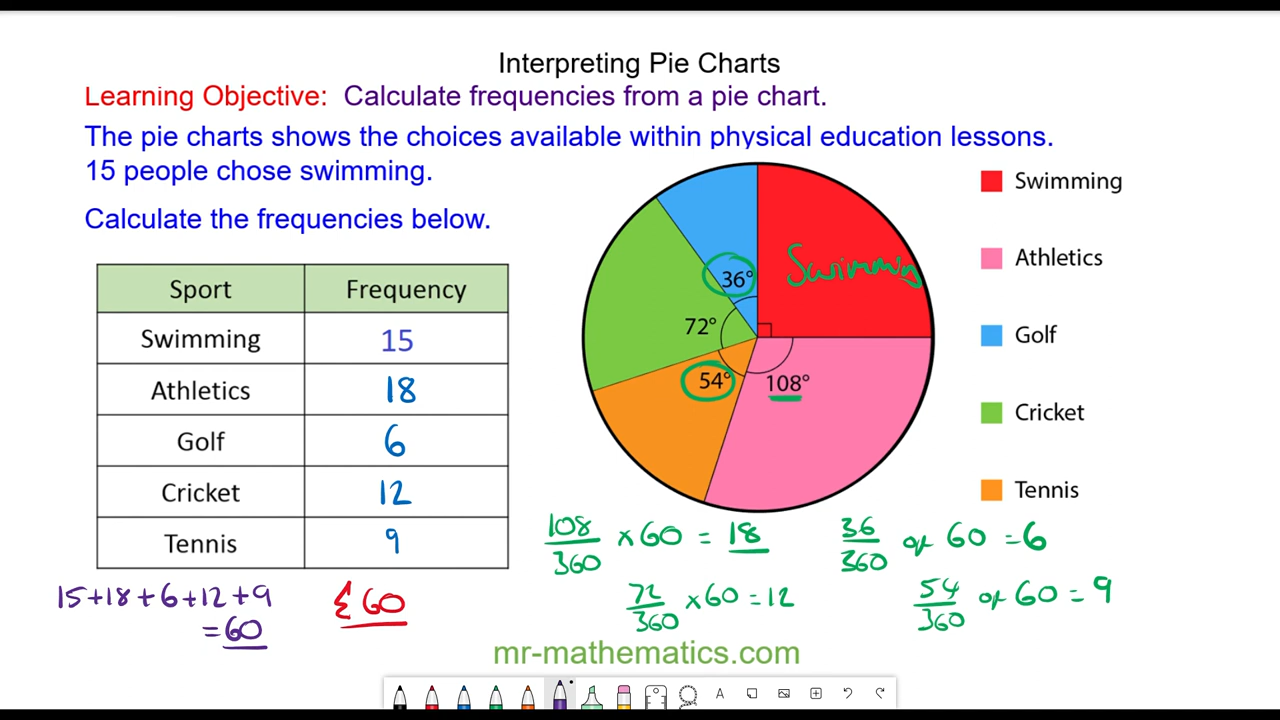 Interpreting Pie Charts
Learning Objective: Calculate frequencies from a pie chart.
The pie charts shows the choices available within physical education lessons.
15 people chose swimming.
Calculate the frequencies below.
Sport Frequency
Swimming 15
Athletics 18
Golf 6
Cricket 12
Tennis 9
15+18+6+12+9
=60
Σ60
36°
Swimming
72°
54°
108°
Swimming
Athletics
Golf
Cricket
Tennis
108/360 × 60 = 18
36/360 of 60 = 6
72/360 × 60 = 12
54/360 of 60 = 9
mr-mathematics.com
A